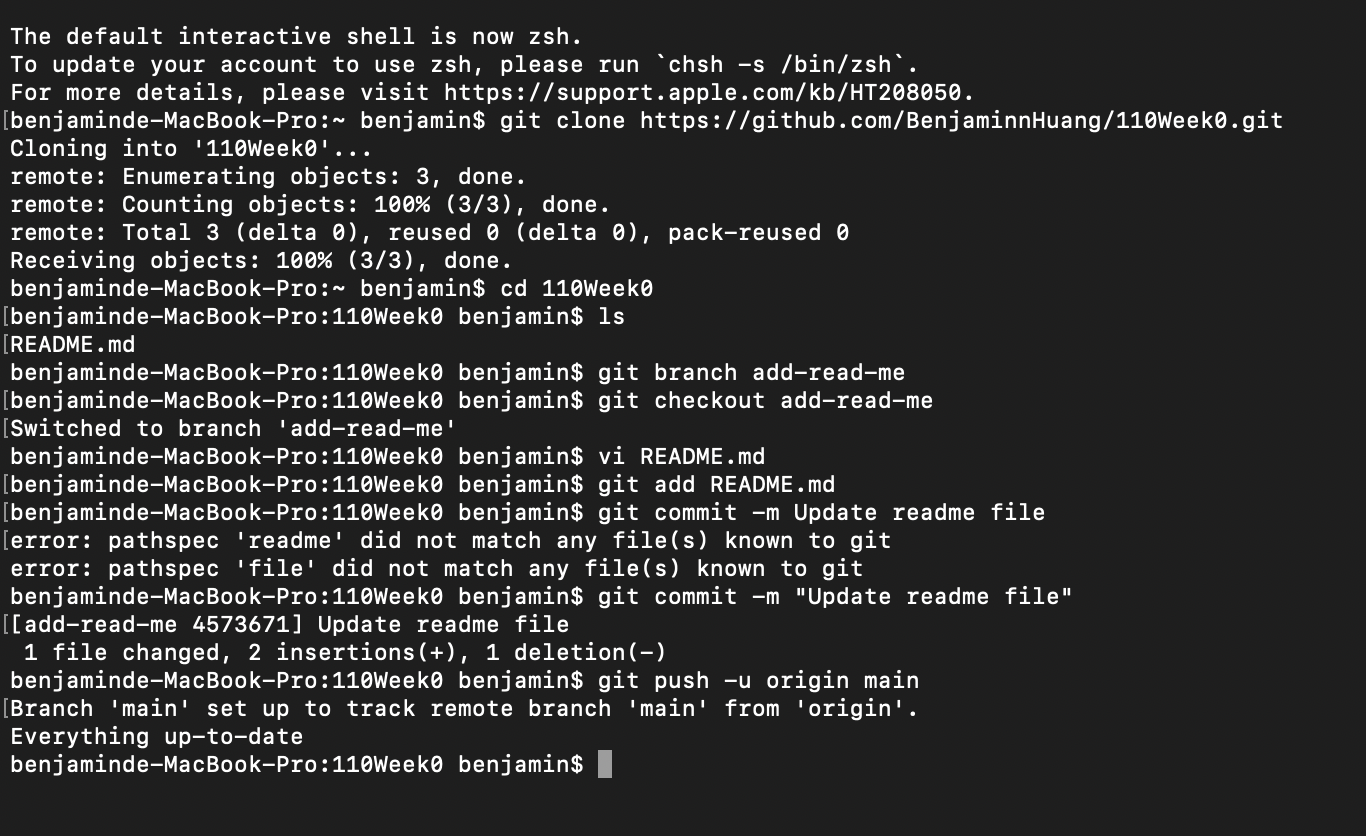 The default interactive shell is now zsh.
To update your account to use zsh, please run `chsh -s /bin/zsh`.
For more details, please visit https://support.apple.com/kb/HT208050.
[benjaminde-MacBook-Pro:~ benjamin$ git clone https://github.com/BenjaminnHuang/110Week0.git
Cloning into '110Week0'...
remote: Enumerating objects: 3, done.
remote: Counting objects: 100% (3/3), done.
remote: Total 3 (delta 0), reused 0 (delta 0), pack-reused 0
Receiving objects: 100% (3/3), done.
benjaminde-MacBook-Pro:~ benjamin$ cd 110Week0
[benjaminde-MacBook-Pro:110Week0 benjamin$ ls
[README.md
benjaminde-MacBook-Pro:110Week0 benjamin$ git branch add-read-me
[benjaminde-MacBook-Pro:110Week0 benjamin$ git checkout add-read-me
[Switched to branch 'add-read-me'
benjaminde-MacBook-Pro:110Week0 benjamin$ vi README.md
[benjaminde-MacBook-Pro:110Week0 benjamin$ git add README.md
[benjaminde-MacBook-Pro:110Week0 benjamin$ git commit -m Update readme file
[error: pathspec 'readme' did not match any file(s) known to git
error: pathspec 'file' did not match any file(s) known to git
benjaminde-MacBook-Pro:110Week0 benjamin$ git commit -m "Update readme file"
[[add-read-me 4573671] Update readme file
 1 file changed, 2 insertions(+), 1 deletion(-)
benjaminde-MacBook-Pro:110Week0 benjamin$ git push -u origin main
[Branch 'main' set up to track remote branch 'main' from 'origin'.
Everything up-to-date
benjaminde-MacBook-Pro:110Week0 benjamin$